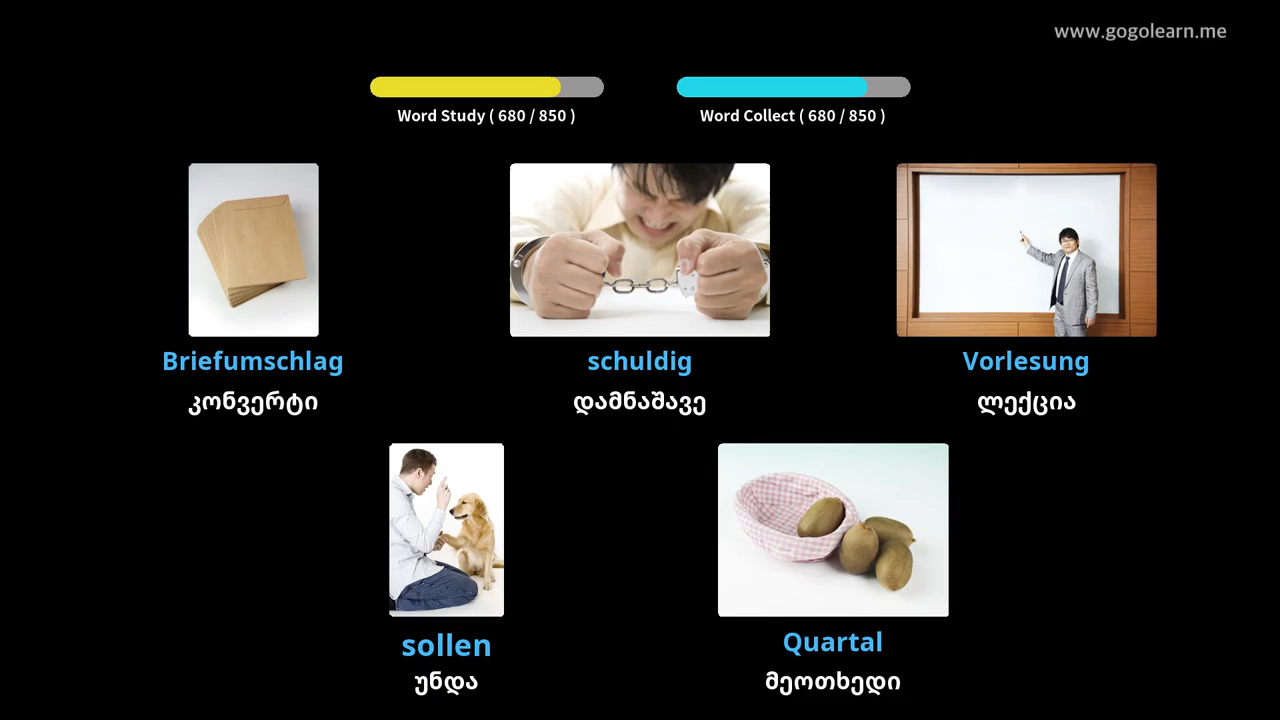 www.gogolearn.me
Word Study ( 680 / 850 )
Word Collect ( 680 / 850 )
Briefumschlag
კონვერტი
schuldig
დამნაშავე
Vorlesung
ლექცია
sollen
უნდა
Quartal
მეოთხედი